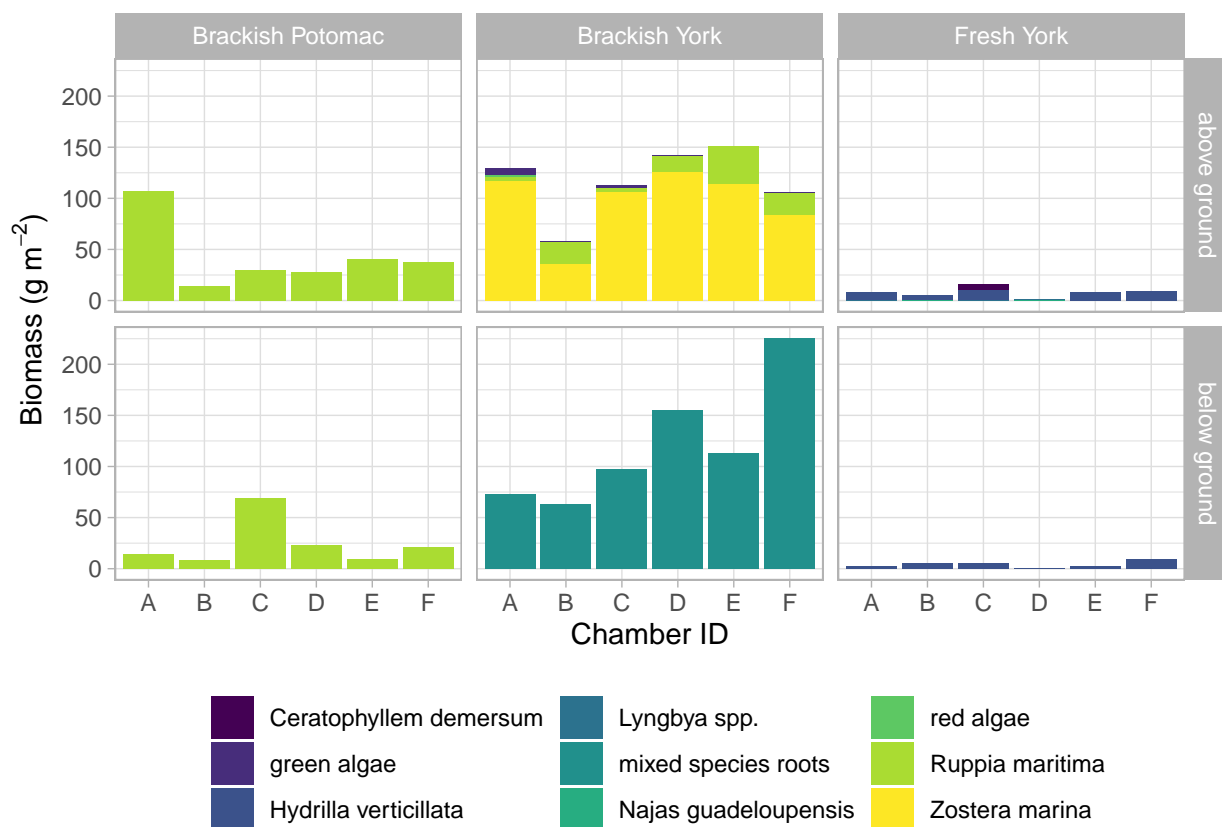 Brackish Potomac Brackish York Fresh York
200
150
100
50
0
above ground
Biomass (g m−2)
200
150
100
50
0
below ground
A B C D E F A B C D E F A B C D E F
Chamber ID
Ceratophyllem demersum Lyngbya spp. red algae
green algae mixed species roots Ruppia maritima
Hydrilla verticillata Najas guadeloupensis Zostera marina